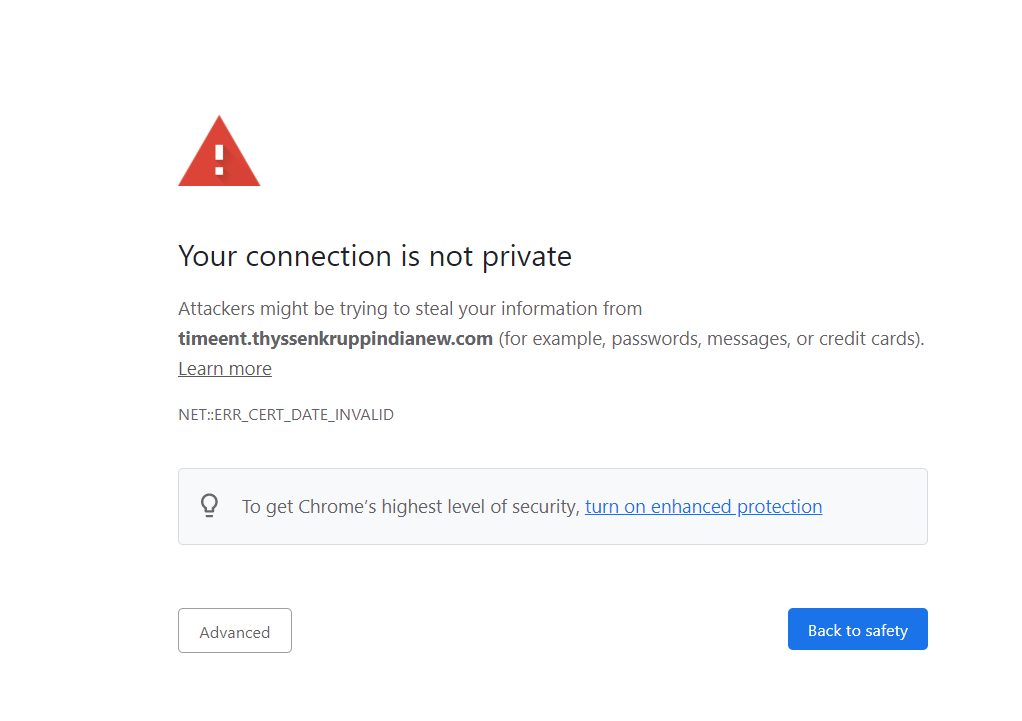 Your connection is not private
Attackers might be trying to steal your information from
timeent.thyssenkruppindianew.com (for example, passwords, messages, or credit cards).
Learn more
NET::ERR_CERT_DATE_INVALID
To get Chrome's highest level of security, turn on enhanced protection
Advanced
Back to safety